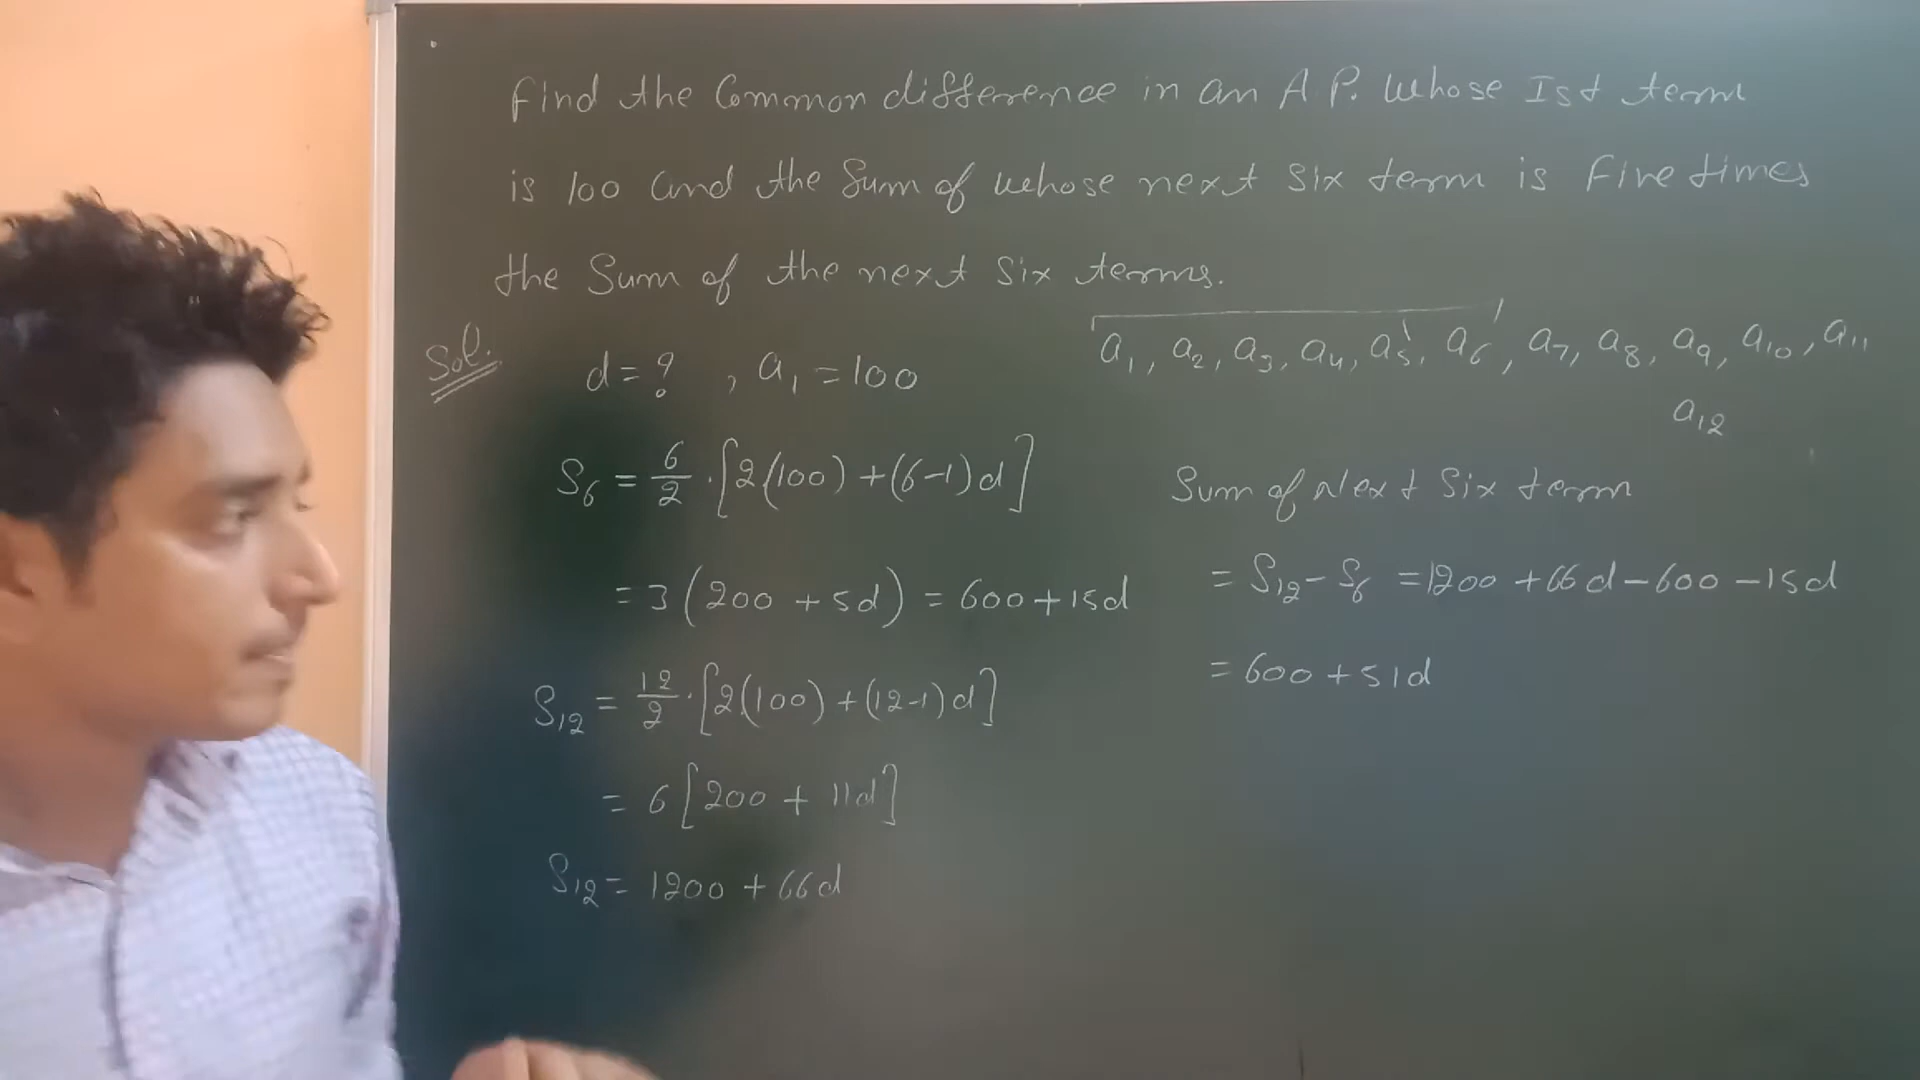 Find the Common difference in an A P. whose Ist term
is 100 and the Sum of whose next six term is Five times
the Sum of the next six terms.
Sol.
d = ? , a1 = 100
a1, a2, a3, a4, a5, a6, a7, a8, a9, a10, a11
a12
S6 = 6/2 . [2(100) + (6-1)d]
= 3 (200 + 5d) = 600 + 15d
S12 = 12/2 . [2(100) + (12-1)d]
= 6 [200 + 11d]
S12 = 1200 + 66d
Sum of Next Six term
= S12 - S6 = 1200 + 66d - 600 - 15d
= 600 + 51d